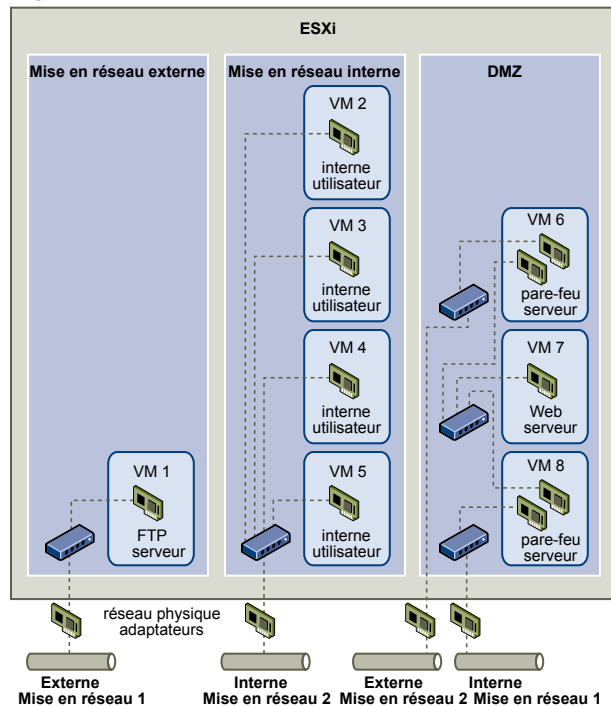 ESXi
Mise en réseau externe
Mise en réseau interne
DMZ
VM 2
interne
utilisateur
VM 3
interne
utilisateur
VM 4
interne
utilisateur
VM 5
interne
utilisateur
VM 1
FTP
serveur
VM 6
pare-feu
serveur
VM 7
Web
serveur
VM 8
pare-feu
serveur
réseau physique
adaptateurs
Externe
Mise en réseau 1
Interne
Mise en réseau 2
Externe
Mise en réseau 2
Interne
Mise en réseau 1